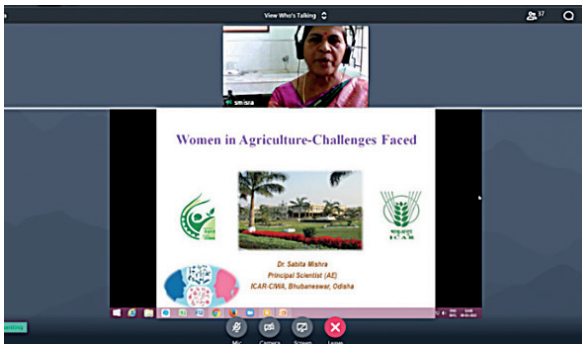 View Who's Talking
37
smisra
Women in Agriculture-Challenges Faced
ICAR
Dr. Sabita Mishra
Principal Scientist (AE)
ICAR-CIWA, Bhubaneswar, Odisha
Mic Camera Screen Leave